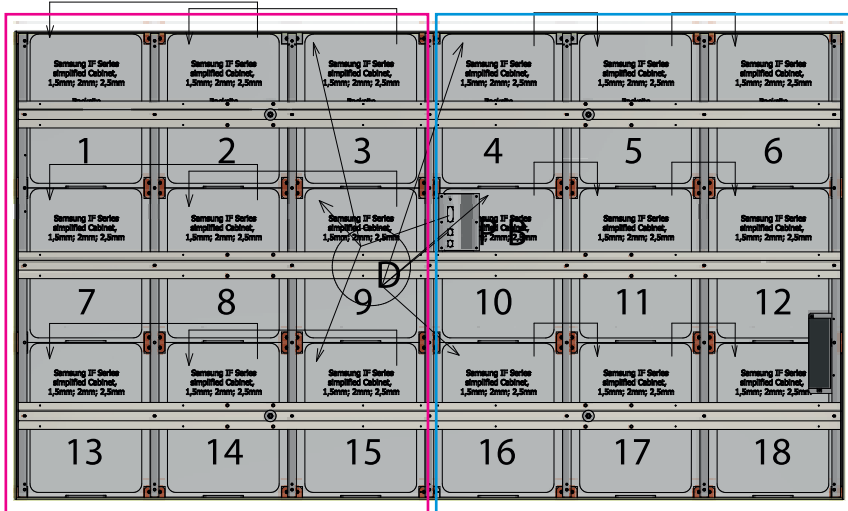 Samsung IF Series
simplified Cabinet,
1,5mm; 2mm; 2,5mm
Samsung IF Series
simplified Cabinet,
1,5mm; 2mm; 2,5mm
Samsung IF Series
simplified Cabinet,
1,5mm; 2mm; 2,5mm
Samsung IF Series
simplified Cabinet,
1,5mm; 2mm; 2,5mm
Samsung IF Series
simplified Cabinet,
1,5mm; 2mm; 2,5mm
Samsung IF Series
simplified Cabinet,
1,5mm; 2mm; 2,5mm
1 2 3 4 5 6
Samsung IF Series
simplified Cabinet,
1,5mm; 2mm; 2,5mm
Samsung IF Series
simplified Cabinet,
1,5mm; 2mm; 2,5mm
Samsung IF Series
simplified Cabinet,
1,5mm; 2mm; 2,5mm
Samsung IF Series
simplified Cabinet,
1,5mm; 2mm; 2,5mm
Samsung IF Series
simplified Cabinet,
1,5mm; 2mm; 2,5mm
D
D
7 8 9 10 11 12
Samsung IF Series
simplified Cabinet,
1,5mm; 2mm; 2,5mm
Samsung IF Series
simplified Cabinet,
1,5mm; 2mm; 2,5mm
Samsung IF Series
simplified Cabinet,
1,5mm; 2mm; 2,5mm
Samsung IF Series
simplified Cabinet,
1,5mm; 2mm; 2,5mm
Samsung IF Series
simplified Cabinet,
1,5mm; 2mm; 2,5mm
Samsung IF Series
simplified Cabinet,
1,5mm; 2mm; 2,5mm
13 14 15 16 17 18